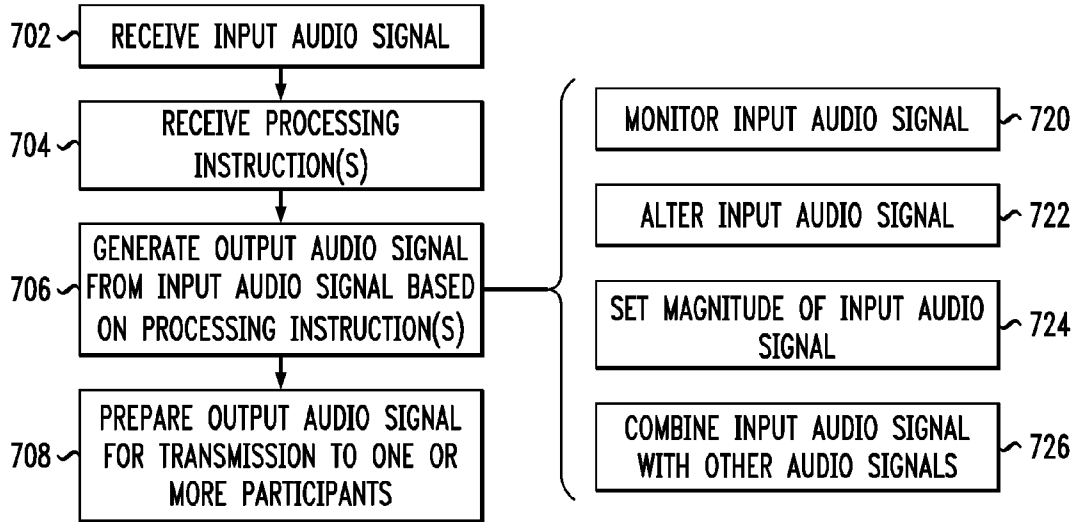 702
RECEIVE INPUT AUDIO SIGNAL
704
RECEIVE PROCESSING
INSTRUCTION(S)
706
GENERATE OUTPUT AUDIO SIGNAL
FROM INPUT AUDIO SIGNAL BASED
ON PROCESSING INSTRUCTION(S)
708
PREPARE OUTPUT AUDIO SIGNAL
FOR TRANSMISSION TO ONE OR
MORE PARTICIPANTS
MONITOR INPUT AUDIO SIGNAL
720
ALTER INPUT AUDIO SIGNAL
722
SET MAGNITUDE OF INPUT AUDIO
SIGNAL
724
COMBINE INPUT AUDIO SIGNAL
WITH OTHER AUDIO SIGNALS
726